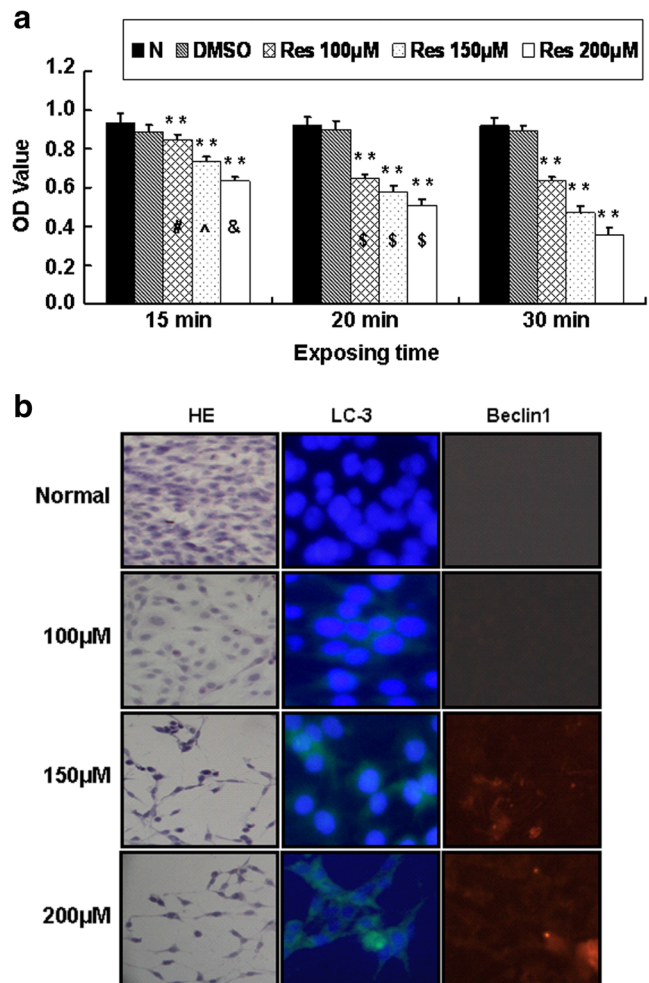 a
N DMSO Res 100µM Res 150µM Res 200µM
1.2
1.0
0.8
0.6
0.4
0.2
0.0
OD Value
** ** **
# ^ &
** ** **
$ $ $
** ** **
15 min 20 min 30 min
Exposing time
b
HE LC-3 Beclin1
Normal
100µM
150µM
200µM